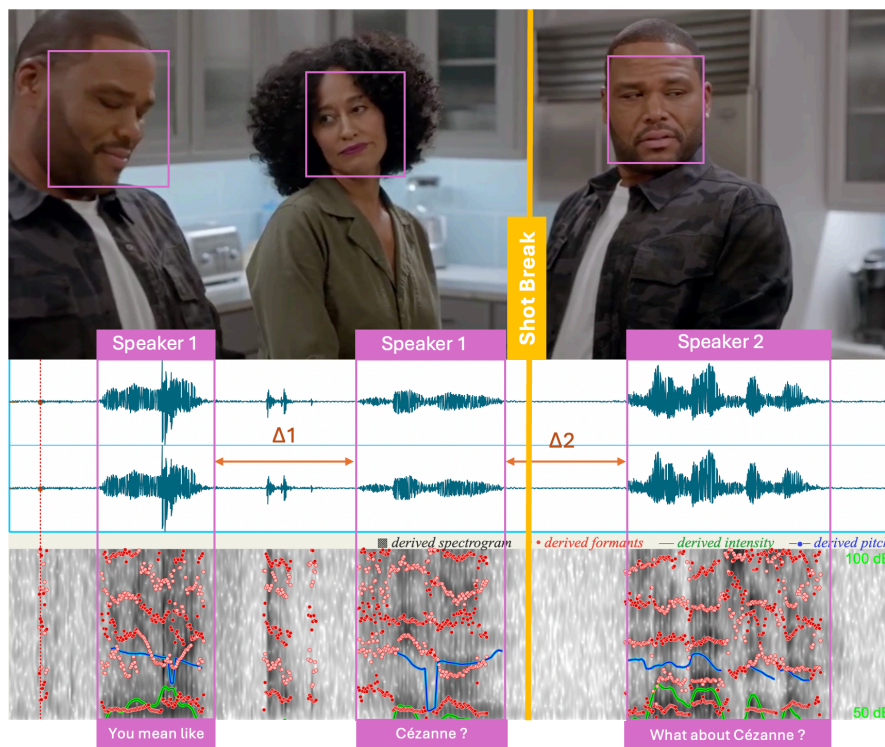 Shot Break
Speaker 1
Speaker 1
Speaker 2
Δ1
Δ2
derived spectrogram
derived formants
derived intensity
derived pitch
100 dB
50 dB
You mean like
Cézanne ?
What about Cézanne ?